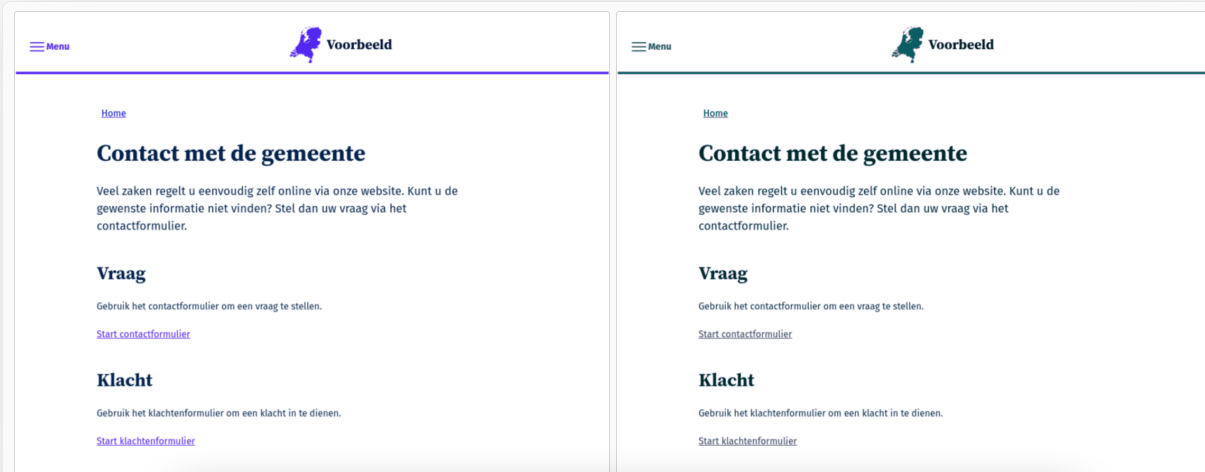 Menu
Voorbeeld
Home
Contact met de gemeente
Veel zaken regelt u eenvoudig zelf online via onze website. Kunt u de
gewenste informatie niet vinden? Stel dan uw vraag via het
contactformulier.
Vraag
Gebruik het contactformulier om een vraag te stellen.
Start contactformulier
Klacht
Gebruik het klachtenformulier om een klacht in te dienen.
Start klachtenformulier
Menu
Voorbeeld
Home
Contact met de gemeente
Veel zaken regelt u eenvoudig zelf online via onze website. Kunt u de
gewenste informatie niet vinden? Stel dan uw vraag via het
contactformulier.
Vraag
Gebruik het contactformulier om een vraag te stellen.
Start contactformulier
Klacht
Gebruik het klachtenformulier om een klacht in te dienen.
Start klachtenformulier